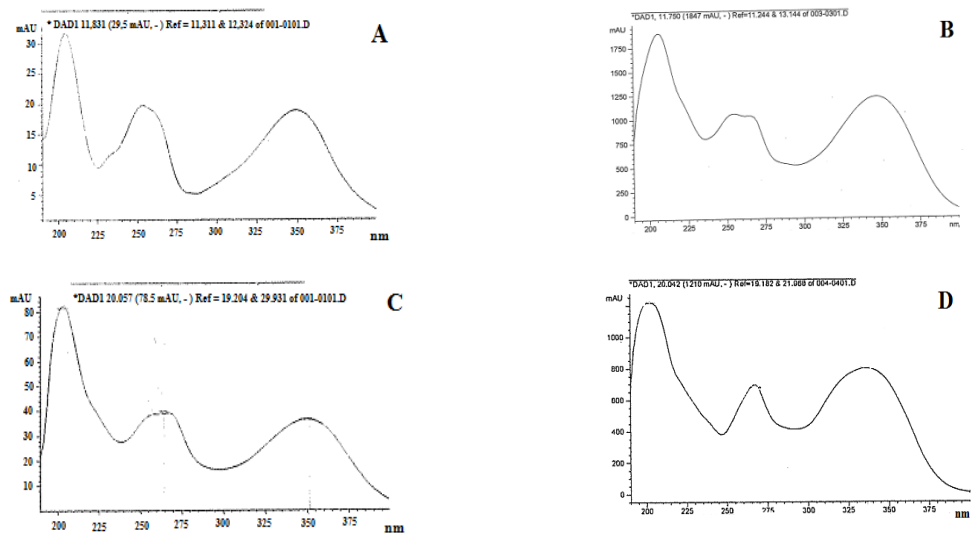 * DAD1 11,831 (29,5 mAU, - ) Ref = 11,311 & 12,324 of 001-0101.D
mAU
A
30
25
20
15
10
5
200 225 250 275 300 325 350 375
nm
*DAD1, 11.750 (1847 mAU, - ) Ref=11.244 & 13.144 of 003-0301.D
mAU
B
1750
1500
1250
1000
750
500
250
0
200 225 250 275 300 325 350 375
nm
*DAD1 20.057 (78.5 mAU, - ) Ref = 19.204 & 29.931 of 001-0101.D
mAU
C
80
70
60
50
40
30
20
10
200 225 250 275 300 325 350 375
nm
*DAD1, 20.042 (1210 mAU, - ) Ref=19.182 & 21.068 of 004-0401.D
mAU
D
1000
800
600
400
200
0
200 225 250 275 300 325 350 375
nm